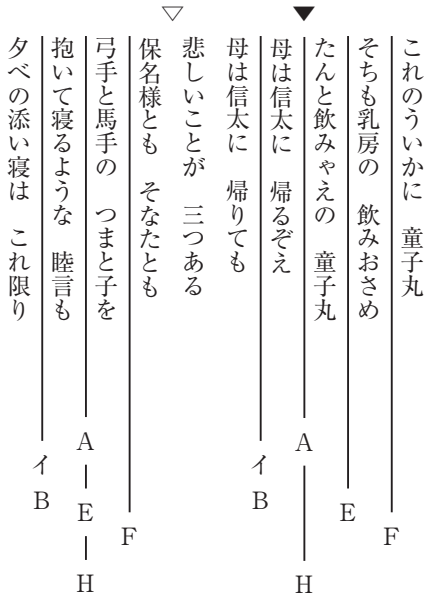 これのういかに　童子丸
F
そちも乳房の　飲みおさめ
E
たんと飲みゃえの　童子丸
▼ A H
母は信太に　帰るぞえ
イ B
母は信太に　帰りても
悲しいことが　三つある
▽
保名様とも　そなたとも
F
弓手と馬手の　つまと子を
A E H
抱いて寝るような　睦言も
イ B
夕べの添い寝は　これ限り